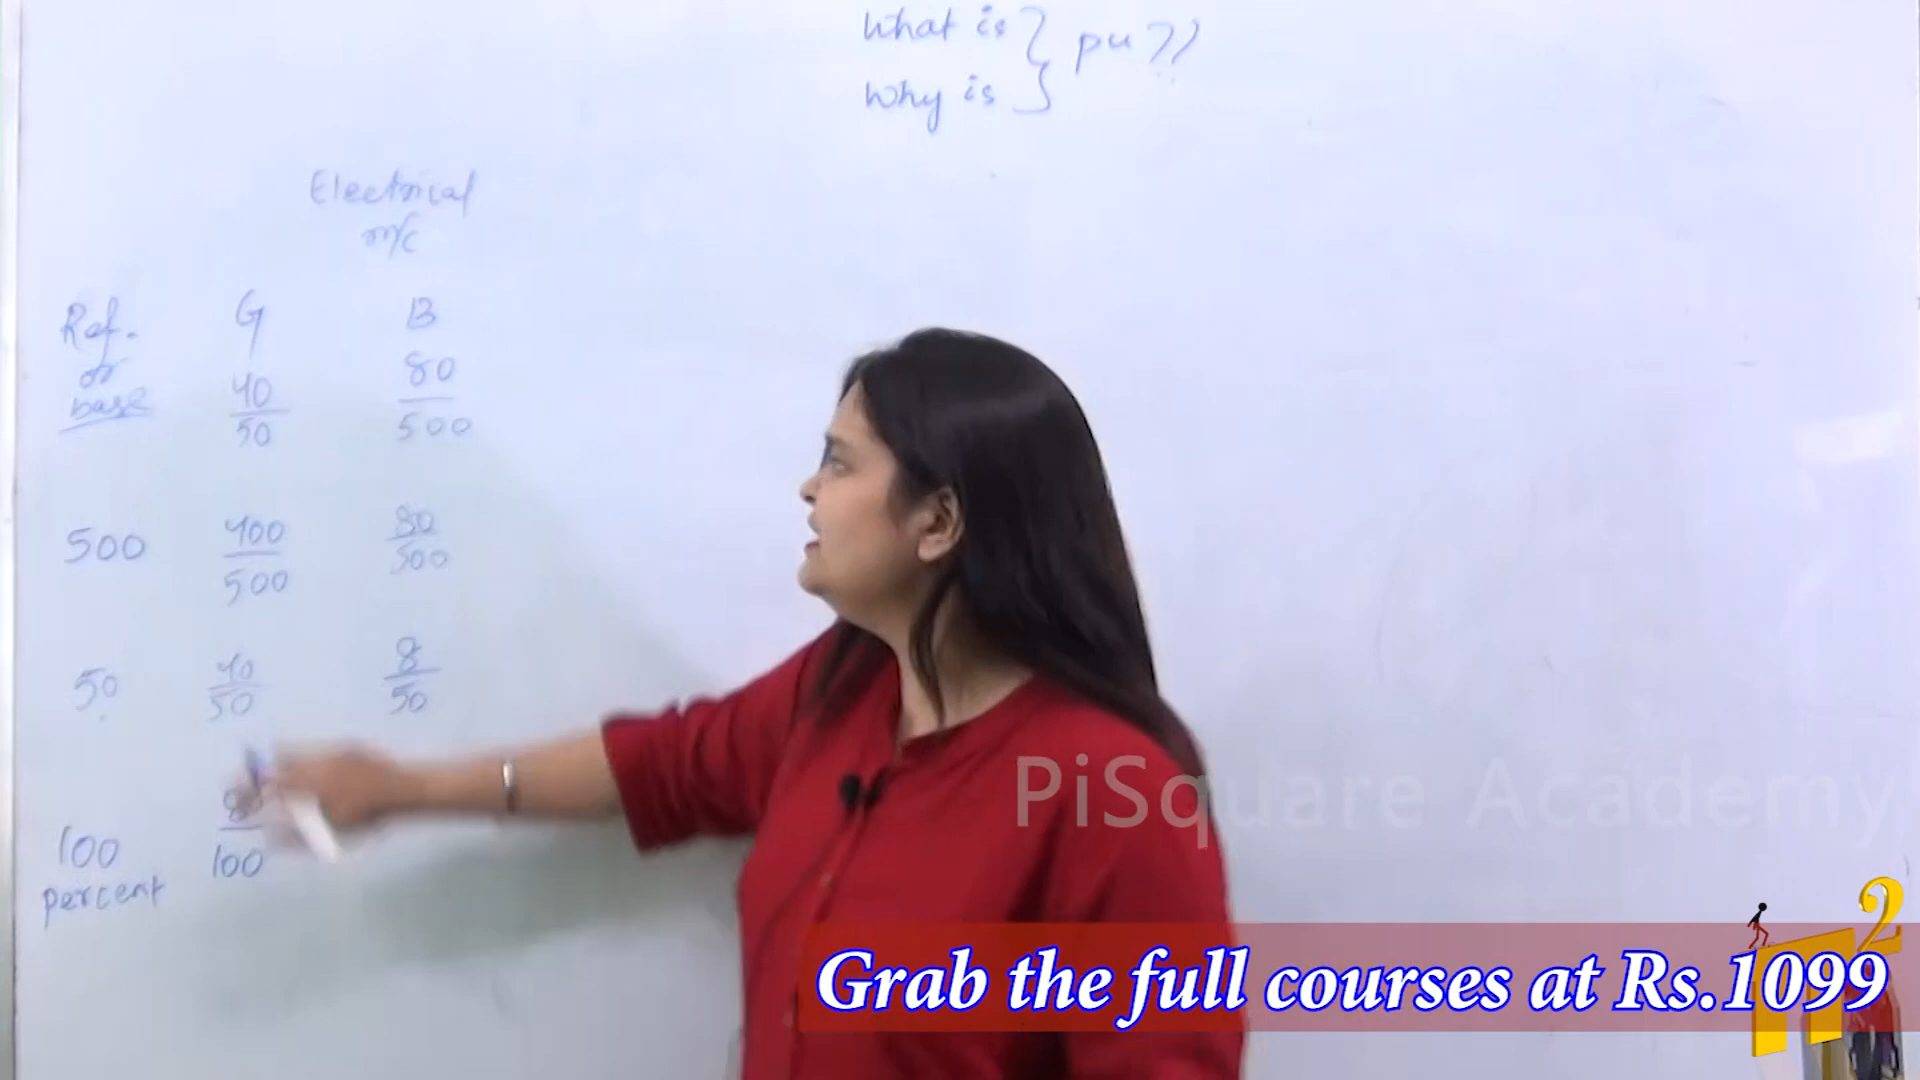 What is } pu ??
Why is
Electrical
m/c
Ref. G B
or
base
40 80
50 500
500
400 80
500 500
50
40 8
50 50
100
percent
100
PiSquare Academy
Grab the full courses at Rs.1099
π2